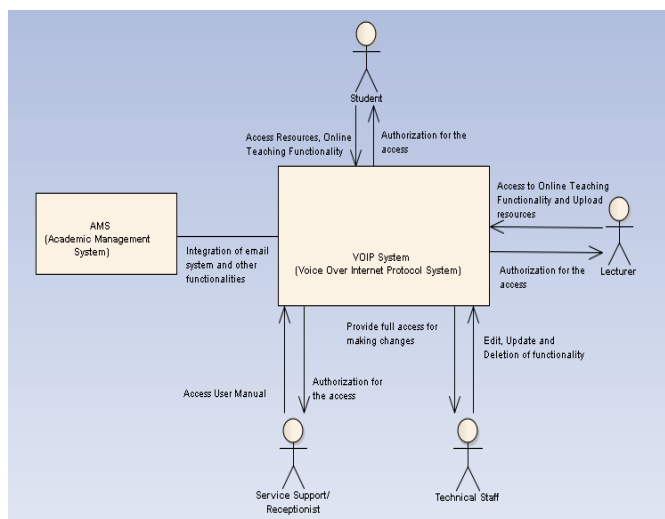 Student
Access Resources, Online
Teaching Functionality
Authorization for the
access
Access to Online Teaching
Functionality and Upload
resources
AMS
(Academic Management
System)
Integration of email
system and other
functionalities
VOIP System
(Voice Over Internet Protocol System)
Authorization for the
access
Lecturer
Provide full access for
making changes
Edit, Update and
Deletion of functionality
Access User Manual
Authorization for
the access
Service Support/
Receptionist
Technical Staff